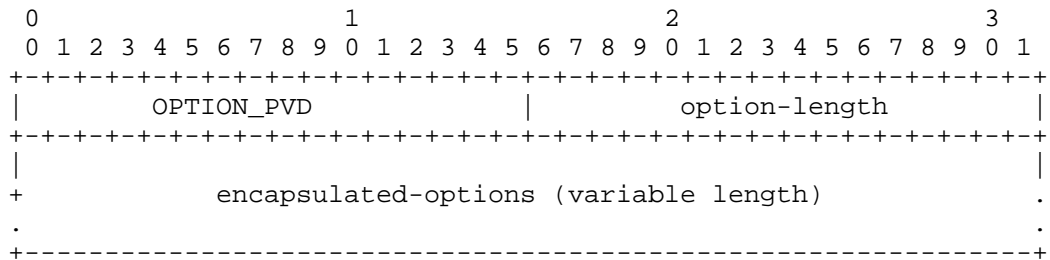 0                   1                   2                   3
 0 1 2 3 4 5 6 7 8 9 0 1 2 3 4 5 6 7 8 9 0 1 2 3 4 5 6 7 8 9 0 1
+-+-+-+-+-+-+-+-+-+-+-+-+-+-+-+-+-+-+-+-+-+-+-+-+-+-+-+-+-+-+-+-+
|        OPTION_PVD             |         option-length         |
+-+-+-+-+-+-+-+-+-+-+-+-+-+-+-+-+-+-+-+-+-+-+-+-+-+-+-+-+-+-+-+-+
|                                                               |
+            encapsulated-options (variable length)             .
.                                                               .
+---------------------------------------------------------------+